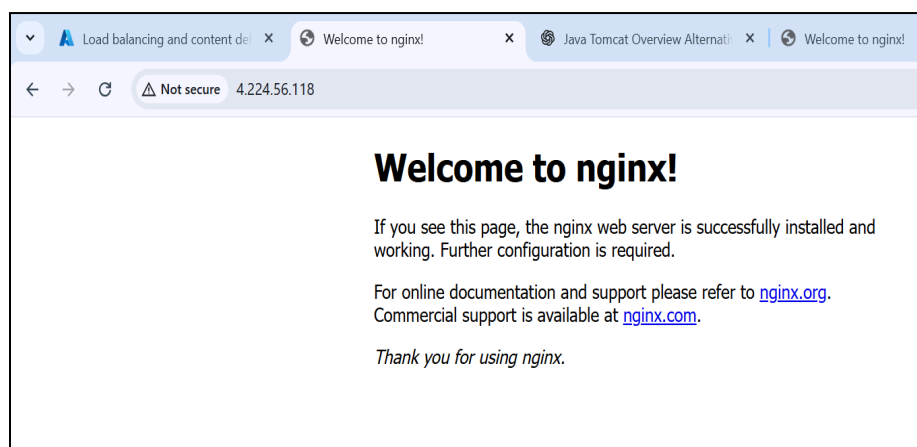 Load balancing and content del
Welcome to nginx!
Java Tomcat Overview Alternati
Welcome to nginx!
Not secure
4.224.56.118
Welcome to nginx!
If you see this page, the nginx web server is successfully installed and
working. Further configuration is required.
For online documentation and support please refer to nginx.org.
Commercial support is available at nginx.com.
Thank you for using nginx.